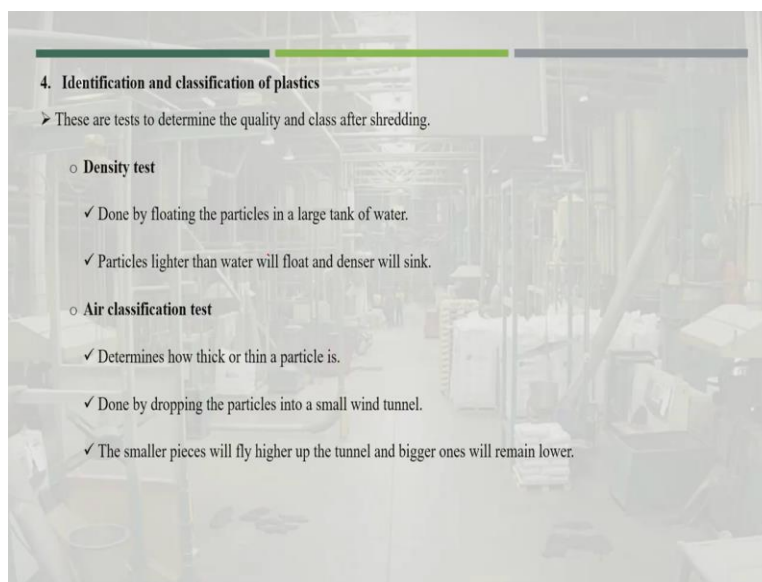 4. Identification and classification of plastics
➢ These are tests to determine the quality and class after shredding.
o Density test
✓ Done by floating the particles in a large tank of water.
✓ Particles lighter than water will float and denser will sink.
o Air classification test
✓ Determines how thick or thin a particle is.
✓ Done by dropping the particles into a small wind tunnel.
✓ The smaller pieces will fly higher up the tunnel and bigger ones will remain lower.